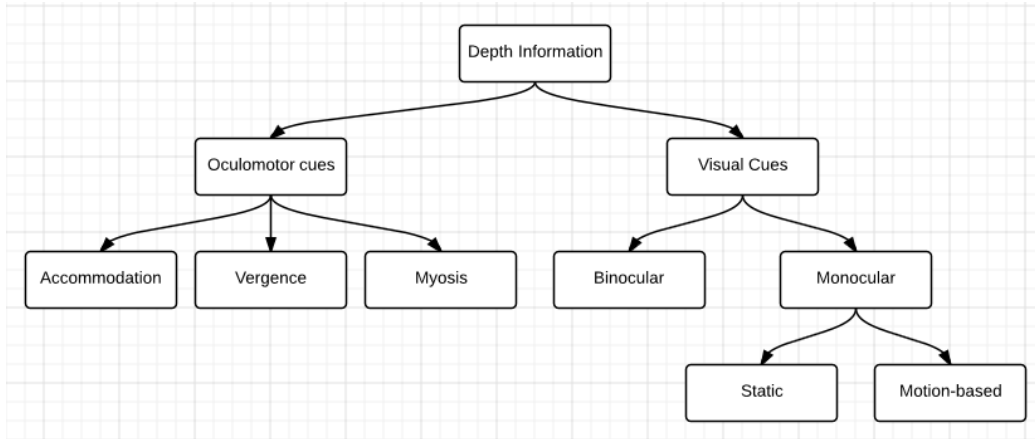 Depth Information
Oculomotor cues
Visual Cues
Accommodation
Vergence
Myosis
Binocular
Monocular
Static
Motion-based